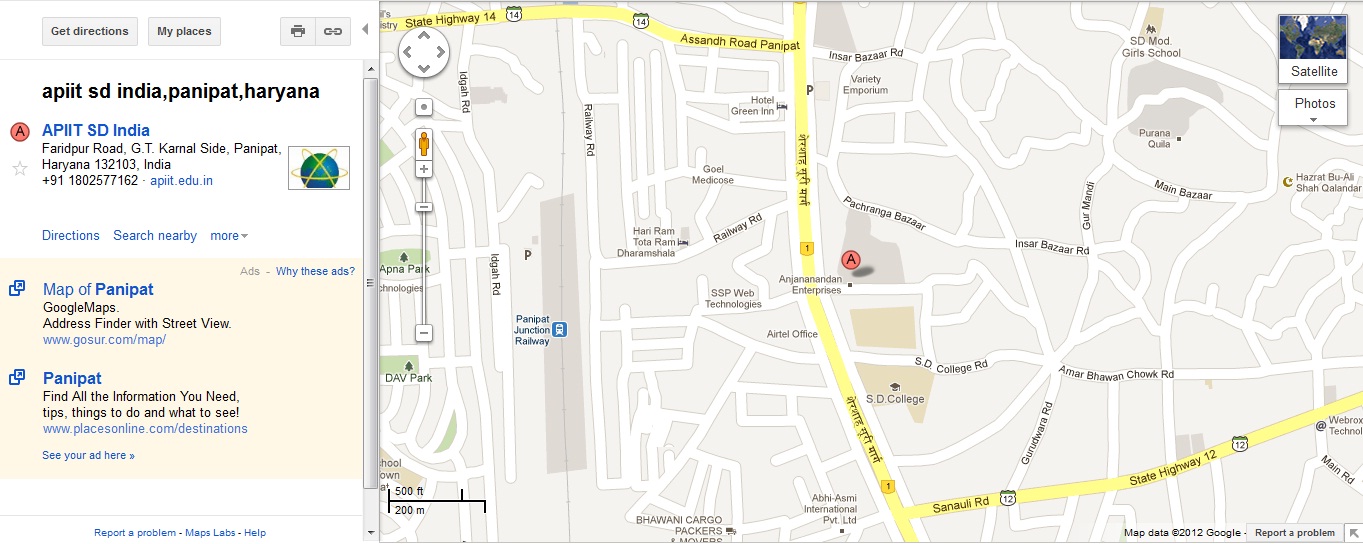 Get directions
My places
apiit sd india,panipat,haryana
A
APIIT SD India
Faridpur Road, G.T. Karnal Side, Panipat,
Haryana 132103, India
+91 1802577162 · apiit.edu.in
Directions
Search nearby
more
Ads - Why these ads?
Map of Panipat
GoogleMaps.
Address Finder with Street View.
www.gosur.com/map/
Panipat
Find All the Information You Need,
tips, things to do and what to see!
www.placesonline.com/destinations
See your ad here »
Report a problem - Maps Labs - Help
State Highway 14
14
14
Assandh Road Panipat
Insar Bazaar Rd
SD Mod.
Girls School
Satellite
Photos
Idgah Rd
Railway Rd
Hotel
Green Inn
P
Variety
Emporium
शेरशाह सूरी मार्ग
Purana
Quila
Goel
Medicose
Main Bazaar
Hazrat Bu-Ali
Shah Qalandar
Gur Mandi
Pachranga Bazaar
Insar Bazaar Rd
Railway Rd
Hari Ram
Tota Ram
Dharamshala
P
1
A
Apna Park
Idgah Rd
Anjananandan
Enterprises
SSP Web
Technologies
Panipat
Junction
Railway
Airtel Office
S.D. College Rd
Amar Bhawan Chowk Rd
DAV Park
S.D.College
शेरशाह सूरी मार्ग
Gurudwara Rd
Webrox
State Highway 12
12
Main Rd
1
Sanauli Rd
12
500 ft
200 m
Abhi-Asmi
International
Pvt. Ltd
BHAWANI CARGO
PACKERS
& MOVERS
Map data ©2012 Google -
Report a problem